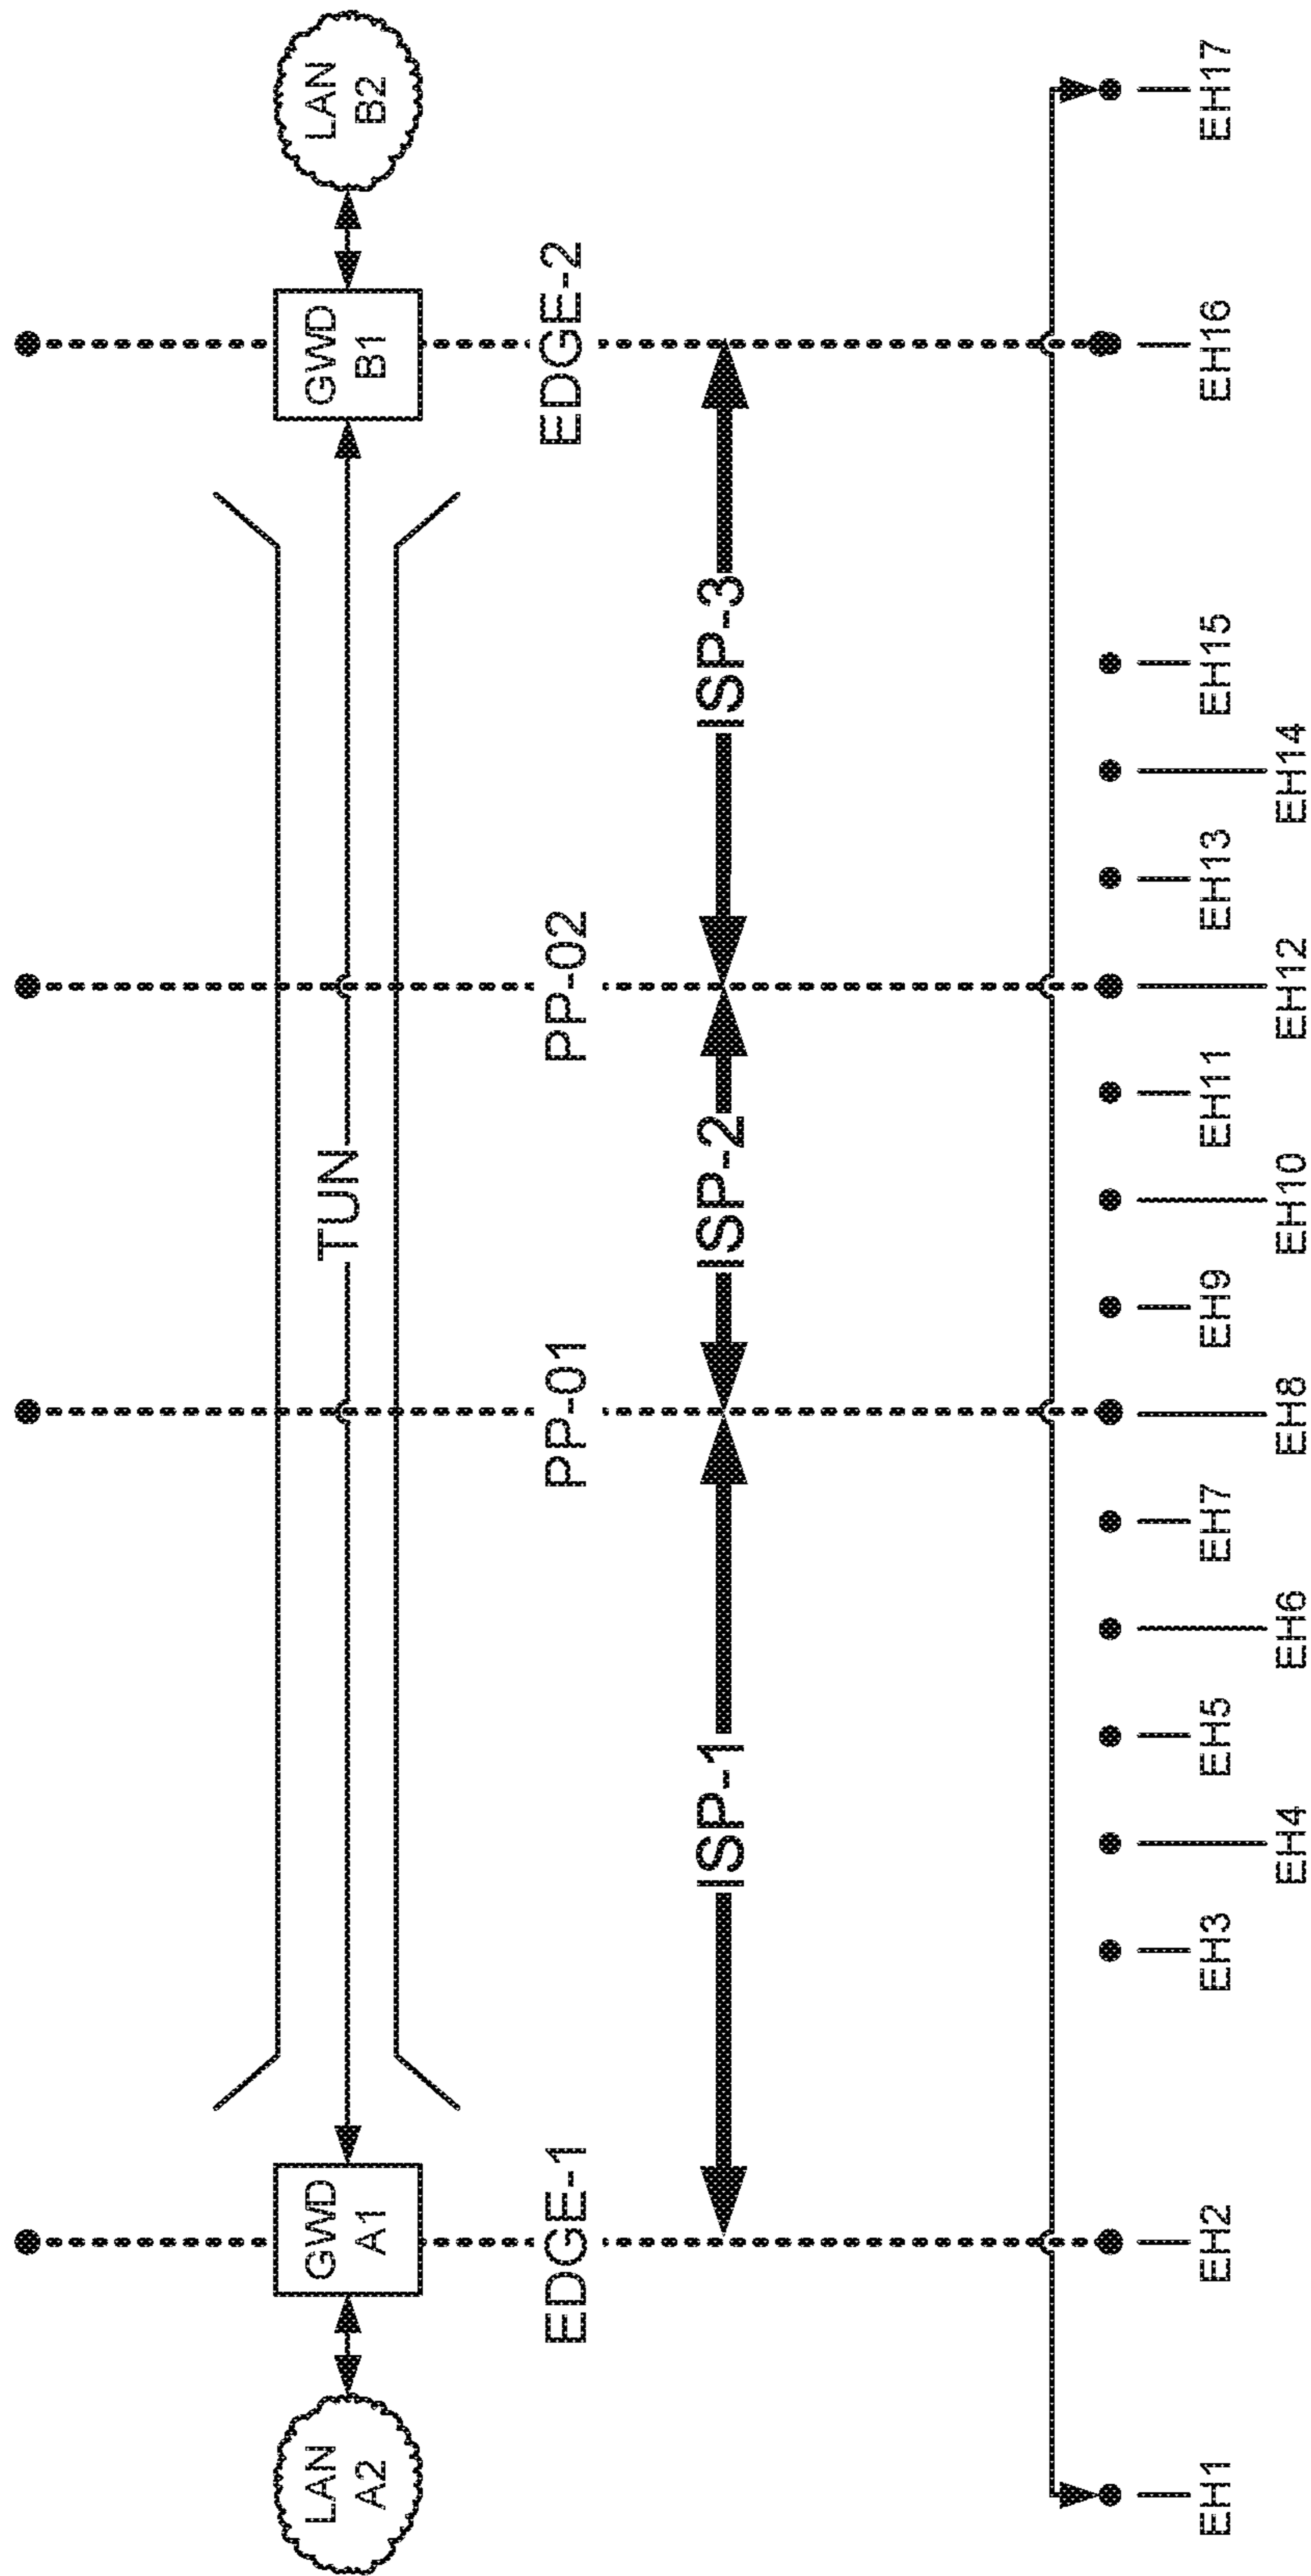 LAN
A2
GWD
A1
TUN
GWD
B1
LAN
B2
EDGE-1
PP-01
PP-02
EDGE-2
ISP-1
ISP-2
ISP-3
EH1
EH2
EH3
EH4
EH5
EH6
EH7
EH8
EH9
EH10
EH11
EH12
EH13
EH14
EH15
EH16
EH17